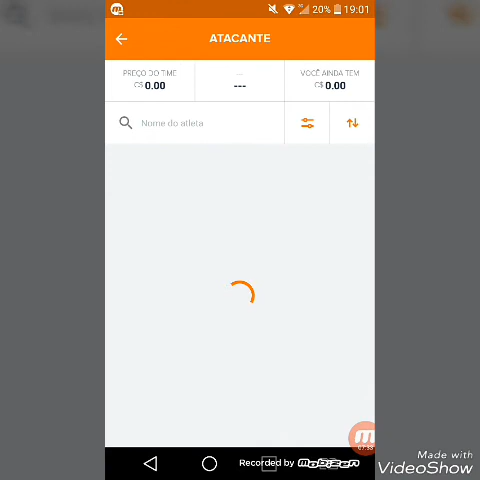 20% 19:01
ATACANTE
PREÇO DO TIME
C$ 0.00
---
---
VOCÊ AINDA TEM
C$ 0.00
Nome do atleta
Recorded by mobizen
Made with
VideoShow